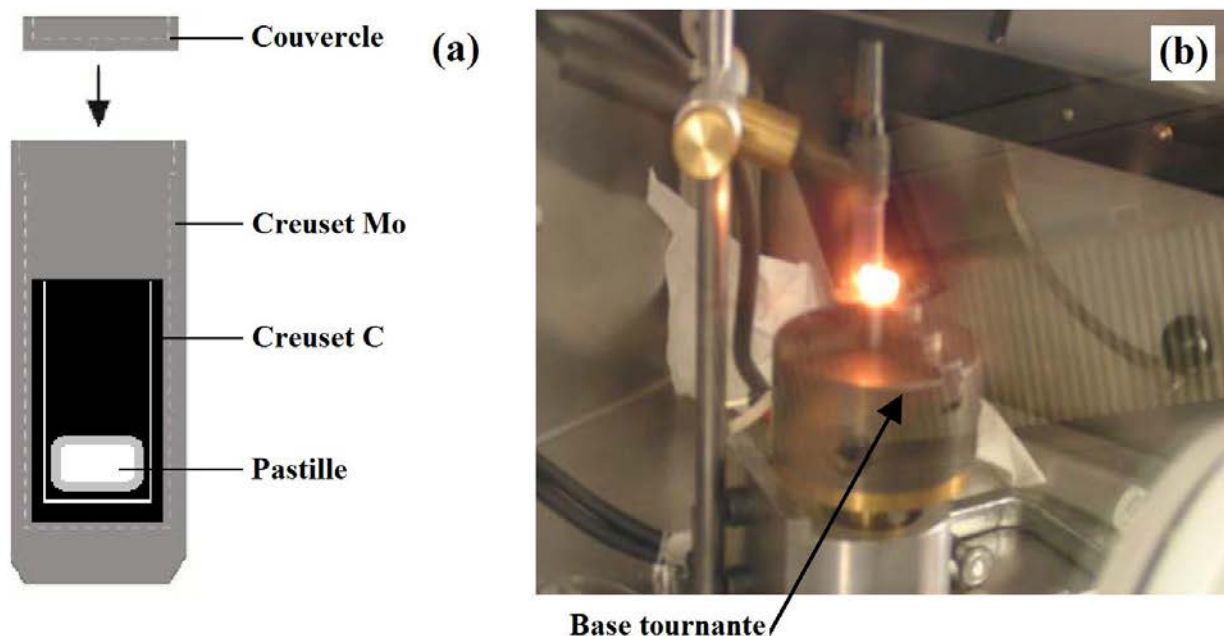 Couvercle
(a)
Creuset Mo
Creuset C
Pastille
(b)
Base tournante